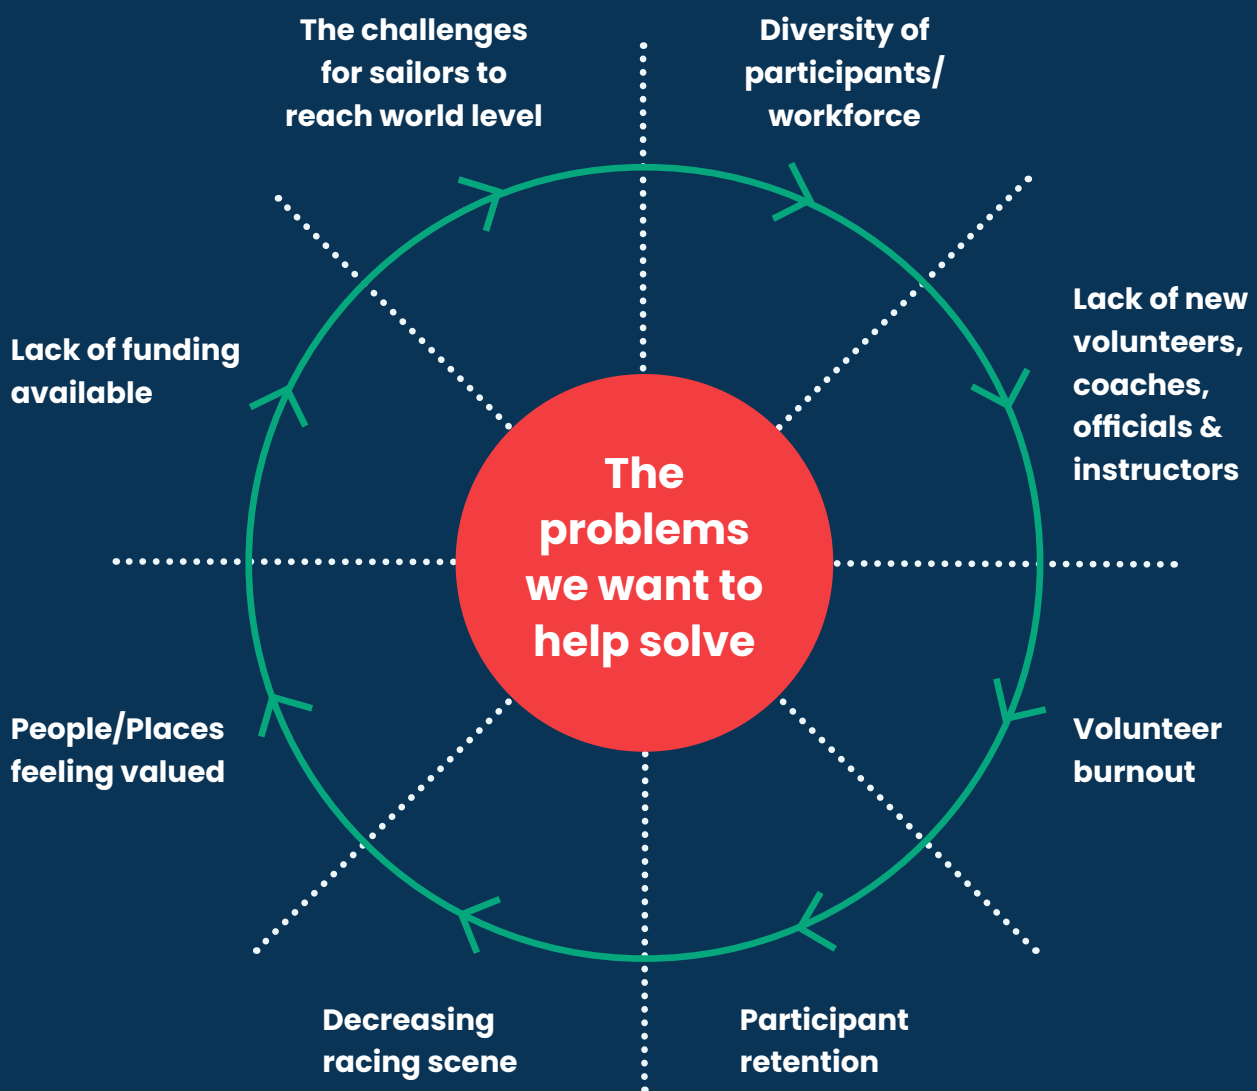 The challenges
for sailors to
reach world level
Diversity of
participants/
workforce
Lack of new
volunteers,
coaches,
officials &
instructors
Volunteer
burnout
Participant
retention
Decreasing
racing scene
People/Places
feeling valued
Lack of funding
available
The
problems
we want to
help solve